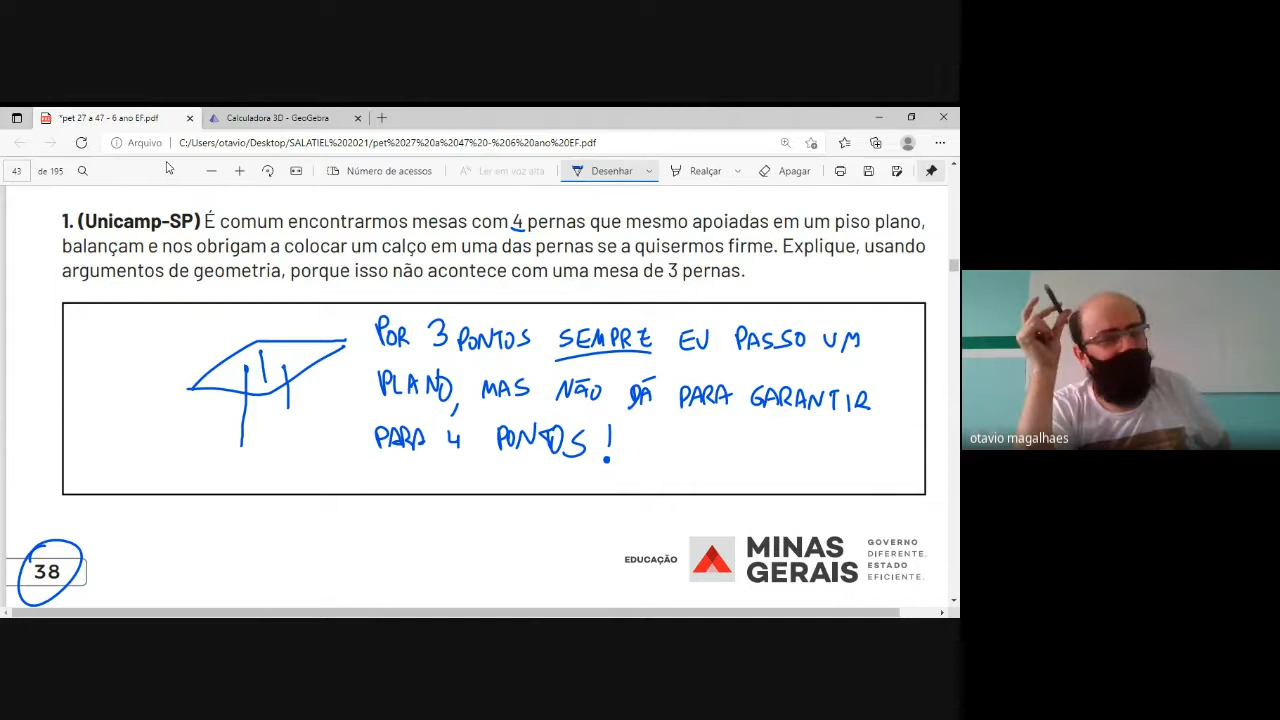 *pet 27 a 47 - 6 ano EF.pdf
Calculadora 3D - GeoGebra
Arquivo
C:/Users/otavio/Desktop/SALATIEL%202021/pet%2027%20a%2047%20-%206%20ano%20EF.pdf
43
de 195
Número de acessos
Ler em voz alta
Desenhar
Realçar
Apagar
1. (Unicamp-SP) É comum encontrarmos mesas com 4 pernas que mesmo apoiadas em um piso plano,
balançam e nos obrigam a colocar um calço em uma das pernas se a quisermos firme. Explique, usando
argumentos de geometria, porque isso não acontece com uma mesa de 3 pernas.
POR 3 PONTOS SEMPRE EU PASSO UM
PLANO, MAS NÃO DÁ PARA GARANTIR
PARA 4 PONTOS!
38
EDUCAÇÃO
MINAS
GERAIS
GOVERNO
DIFERENTE.
ESTADO
EFICIENTE.
otavio magalhaes